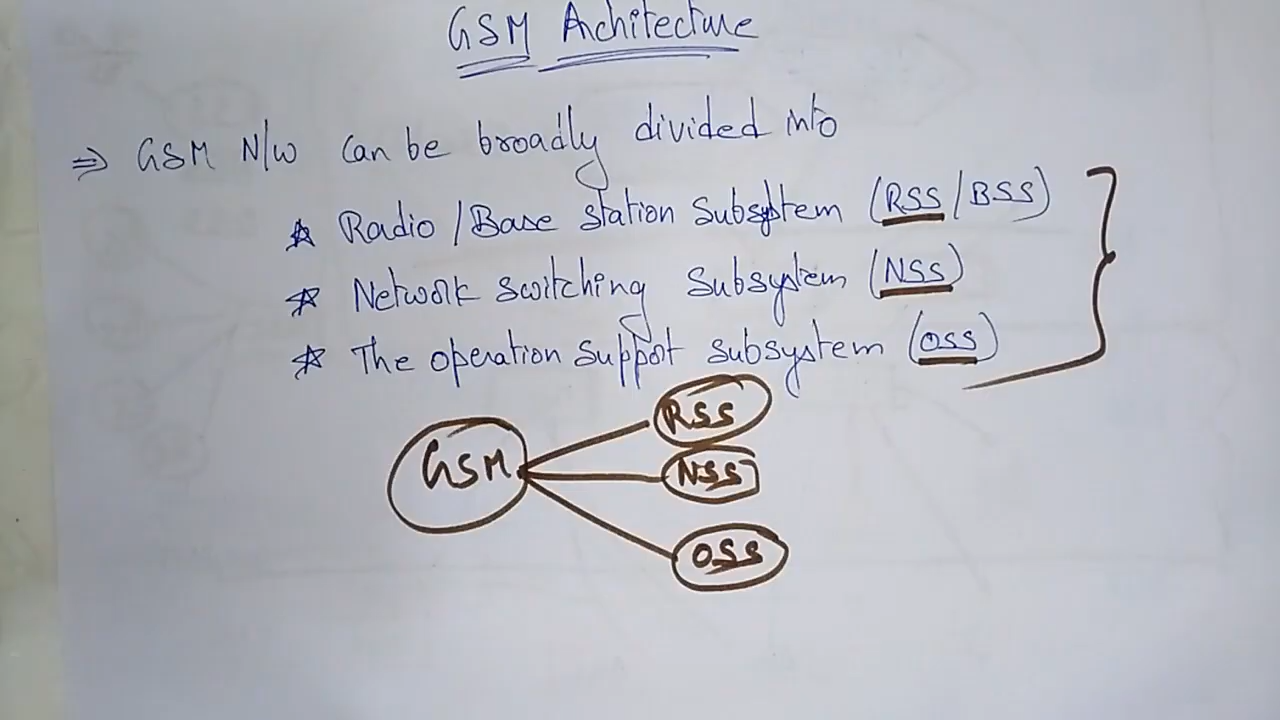 GSM Architecture
⇒ GSM N/W can be broadly divided into
☆ Radio / Base Station Subsystem (RSS / BSS)
☆ Network switching Subsystem (NSS)
☆ The operation support subsystem (OSS)
RSS
GSM
NSS
OSS